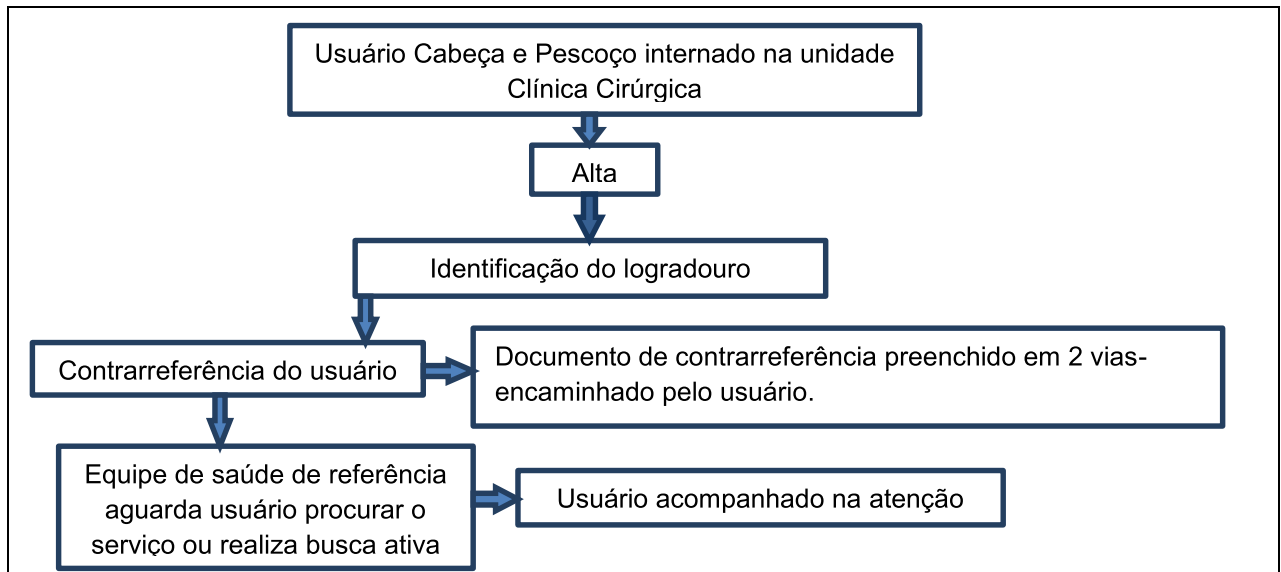 Usuário Cabeça e Pescoço internado na unidade
Clínica Cirúrgica
Alta
Identificação do logradouro
Contrarreferência do usuário
Documento de contrarreferência preenchido em 2 vias-
encaminhado pelo usuário.
Equipe de saúde de referência
aguarda usuário procurar o
serviço ou realiza busca ativa
Usuário acompanhado na atenção